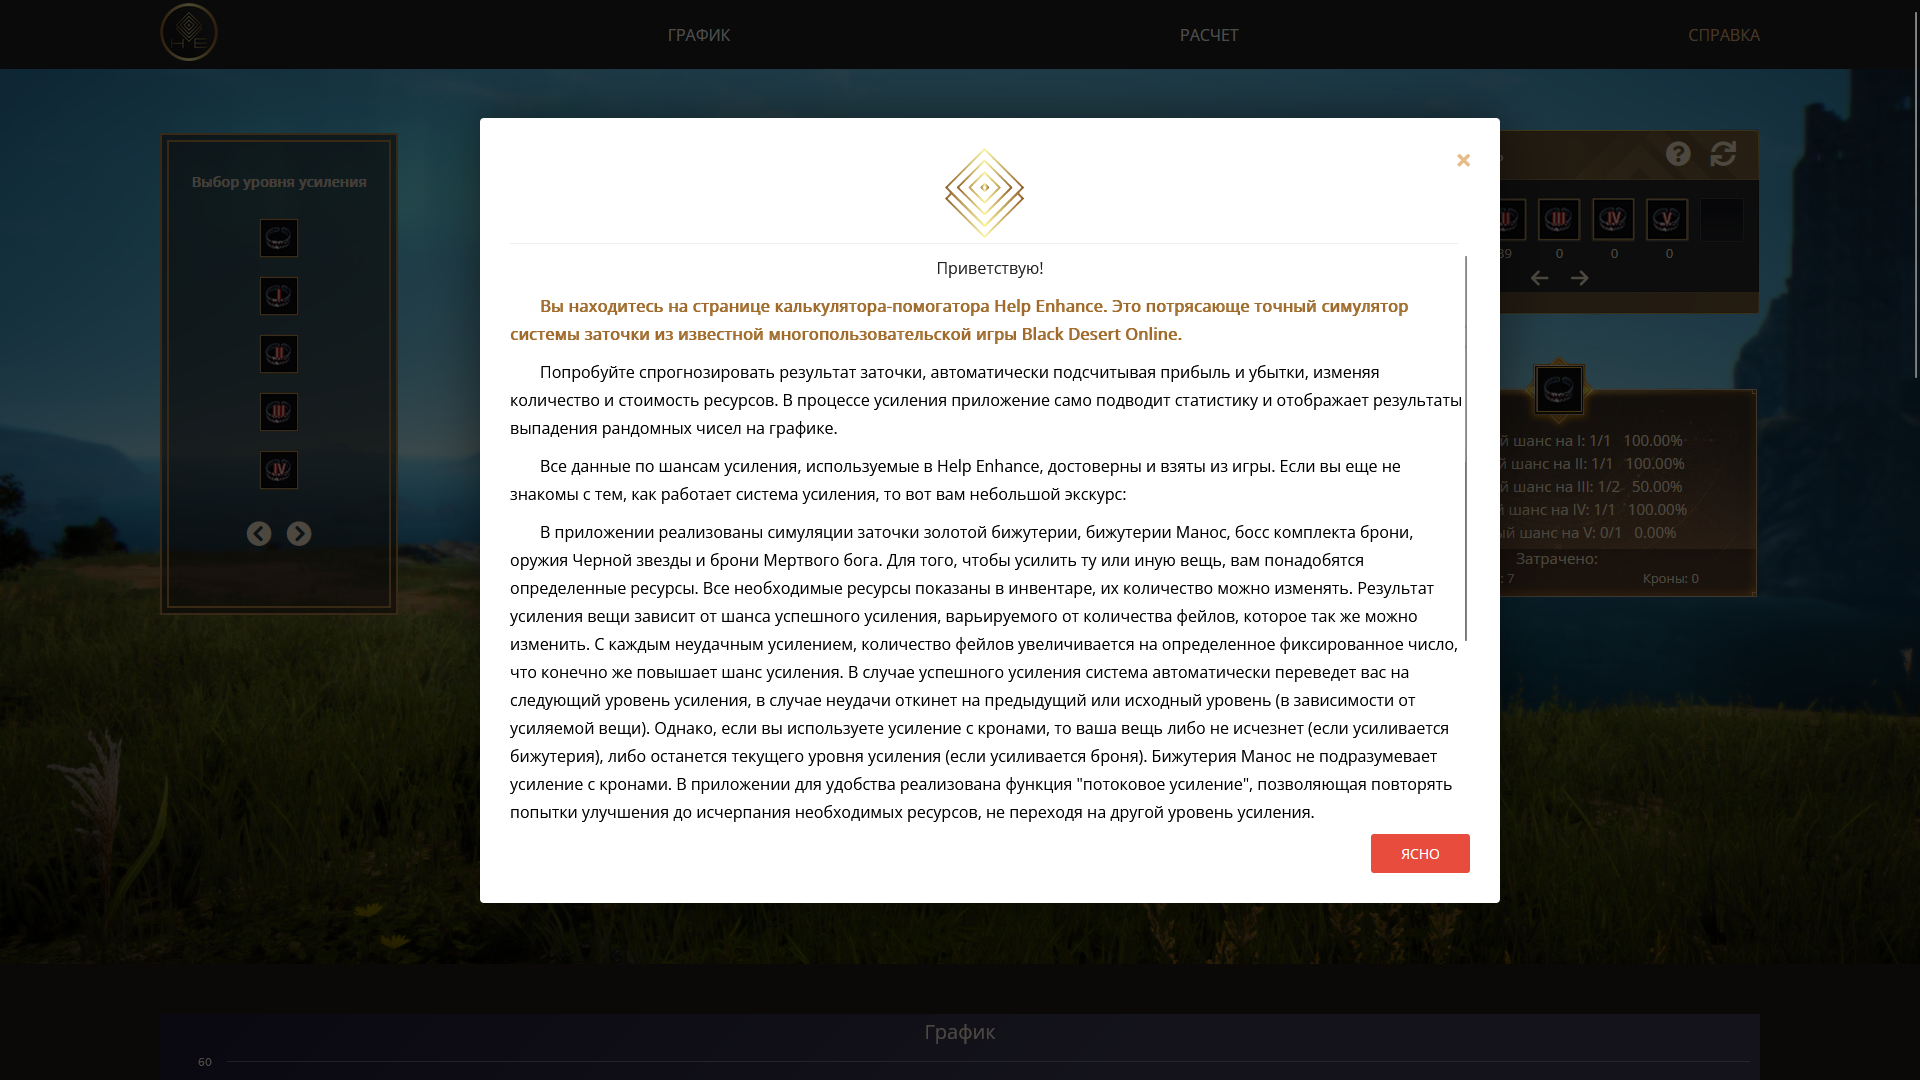 HE
ГРАФИК
РАСЧЕТ
СПРАВКА
Выбор уровня усиления
I
II
III
IV
Приветствую!
Вы находитесь на странице калькулятора-помогатора Help Enhance. Это потрясающе точный симулятор
системы заточки из известной многопользовательской игры Black Desert Online.
Попробуйте спрогнозировать результат заточки, автоматически подсчитывая прибыль и убытки, изменяя
количество и стоимость ресурсов. В процессе усиления приложение само подводит статистику и отображает результаты
выпадения рандомных чисел на графике.
Все данные по шансам усиления, используемые в Help Enhance, достоверны и взяты из игры. Если вы еще не
знакомы с тем, как работает система усиления, то вот вам небольшой экскурс:
В приложении реализованы симуляции заточки золотой бижутерии, бижутерии Манос, босс комплекта брони,
оружия Черной звезды и брони Мертвого бога. Для того, чтобы усилить ту или иную вещь, вам понадобятся
определенные ресурсы. Все необходимые ресурсы показаны в инвентаре, их количество можно изменять. Результат
усиления вещи зависит от шанса успешного усиления, варьируемого от количества фейлов, которое так же можно
изменить. С каждым неудачным усилением, количество фейлов увеличивается на определенное фиксированное число,
что конечно же повышает шанс усиления. В случае успешного усиления система автоматически переведет вас на
следующий уровень усиления, в случае неудачи откинет на предыдущий или исходный уровень (в зависимости от
усиляемой вещи). Однако, если вы используете усиление с кронами, то ваша вещь либо не исчезнет (если усиливается
бижутерия), либо останется текущего уровня усиления (если усиливается броня). Бижутерия Манос не подразумевает
усиление с кронами. В приложении для удобства реализована функция "потоковое усиление", позволяющая повторять
попытки улучшения до исчерпания необходимых ресурсов, не переходя на другой уровень усиления.
ЯСНО
II III IV V
39 0 0 0
й шанс на I: 1/1 100.00%
й шанс на II: 1/1 100.00%
й шанс на III: 1/2 50.00%
шанс на IV: 1/1 100.00%
ый шанс на V: 0/1 0.00%
Затрачено:
: 7 Кроны: 0
График
60